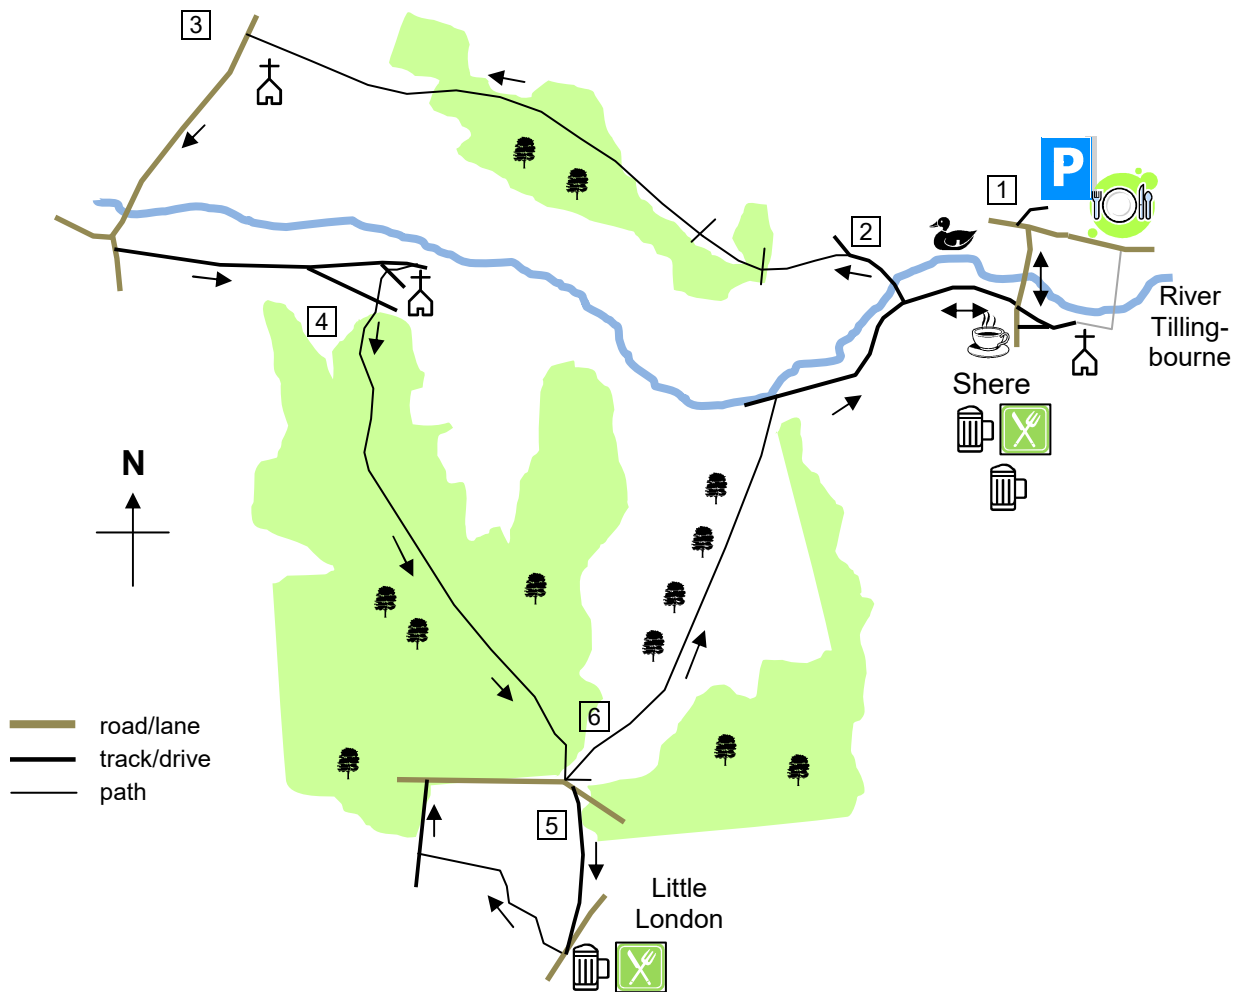 3
P
1
2
River
Tilling-
bourne
4
Shere
N
6
road/lane
track/drive
path
5
Little
London